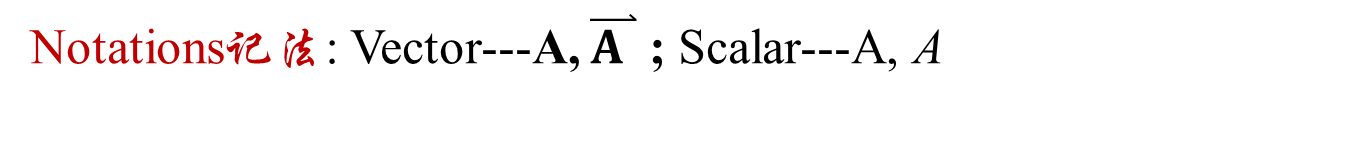 Notations记法: Vector---A, A⃗ ; Scalar---A, A